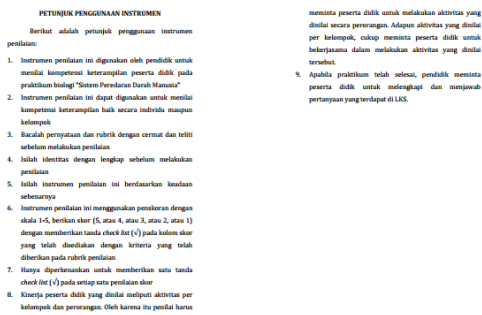 PETUNJUK PENGGUNAAN INSTRUMEN
Berikut adalah petunjuk penggunaan instrumen
penilaian:
1. Instrumen penilaian ini digunakan oleh pendidik untuk
menilai kompetensi keterampilan peserta didik pada
praktikum biologi "Sistem Peredaran Darah Manusia"
2. Instrumen penilaian ini dapat digunakan untuk menilai
kompetensi keterampilan baik secara individu maupun
kelompok
3. Bacalah pernyataan dan rubrik dengan cermat dan teliti
sebelum melakukan penilaian
4. Isilah identitas dengan lengkap sebelum melakukan
penilaian
5. Isilah instrumen penilaian ini berdasarkan keadaan
sebenarnya
6. Instrumen penilaian ini menggunakan penskoran dengan
skala 1-5, berikan skor (5, atau 4, atau 3, atau 2, atau 1)
dengan memberikan tanda check list (√) pada kolom skor
yang telah disediakan dengan kriteria yang telah
diberikan pada rubrik penilaian
7. Hanya diperkenankan untuk memberikan satu tanda
check list (√) pada setiap satu penilaian skor
8. Kinerja peserta didik yang dinilai meliputi aktivitas per
kelompok dan perorangan. Oleh karena itu penilai harus
meminta peserta didik untuk melakukan aktivitas yang
dinilai secara perorangan. Adapun aktivitas yang dinilai
per kelompok, cukup meminta peserta didik untuk
bekerjasama dalam melakukan aktivitas yang dinilai
tersebut.
9. Apabila praktikum telah selesai, pendidik meminta
peserta didik untuk melengkapi dan menjawab
pertanyaan yang terdapat di LKS.